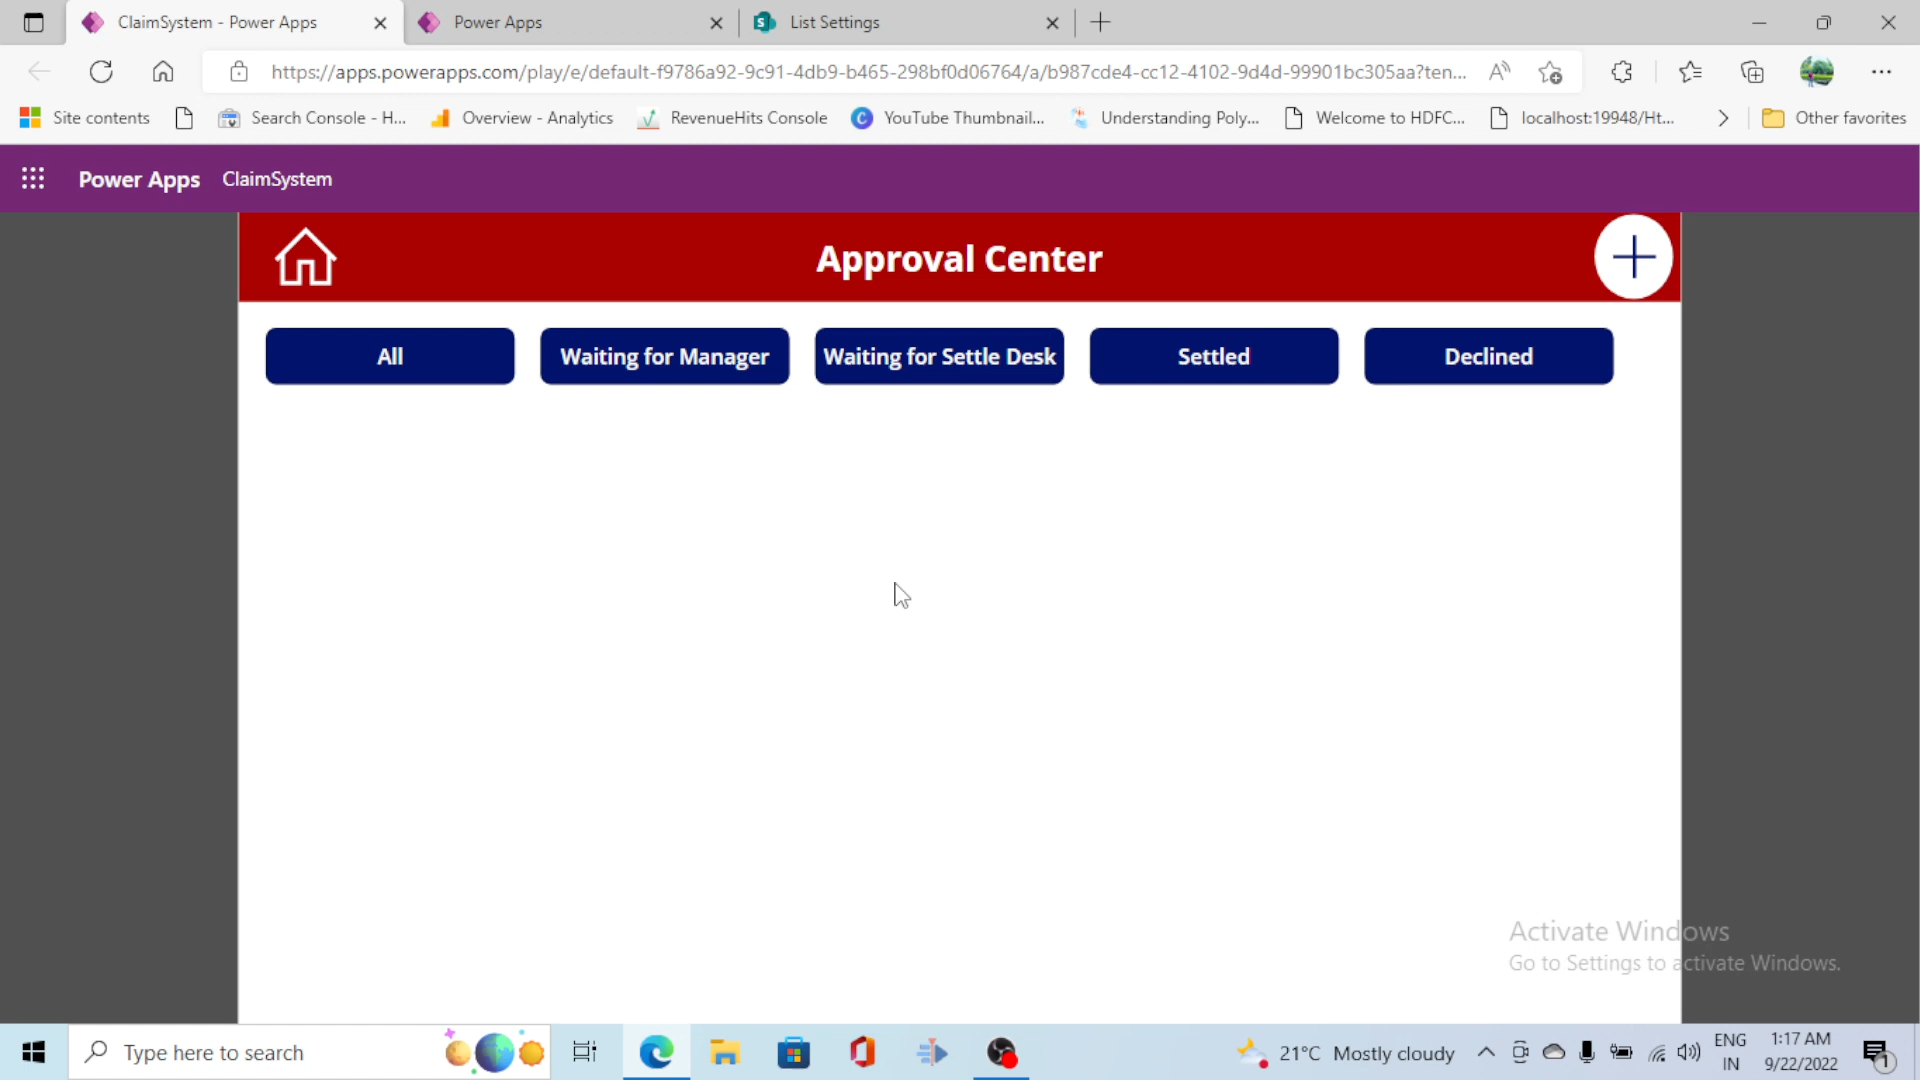 ClaimSystem - Power Apps
Power Apps
List Settings
https://apps.powerapps.com/play/e/default-f9786a92-9c91-4db9-b465-298bf0d06764/a/b987cde4-cc12-4102-9d4d-99901bc305aa?ten...
Site contents
Search Console - H...
Overview - Analytics
RevenueHits Console
YouTube Thumbnail...
Understanding Poly...
Welcome to HDFC...
localhost:19948/Ht...
Other favorites
Power Apps ClaimSystem
Approval Center
All
Waiting for Manager
Waiting for Settle Desk
Settled
Declined
Activate Windows
Go to Settings to activate Windows.
Type here to search
21°C Mostly cloudy
ENG
IN
1:17 AM
9/22/2022
1